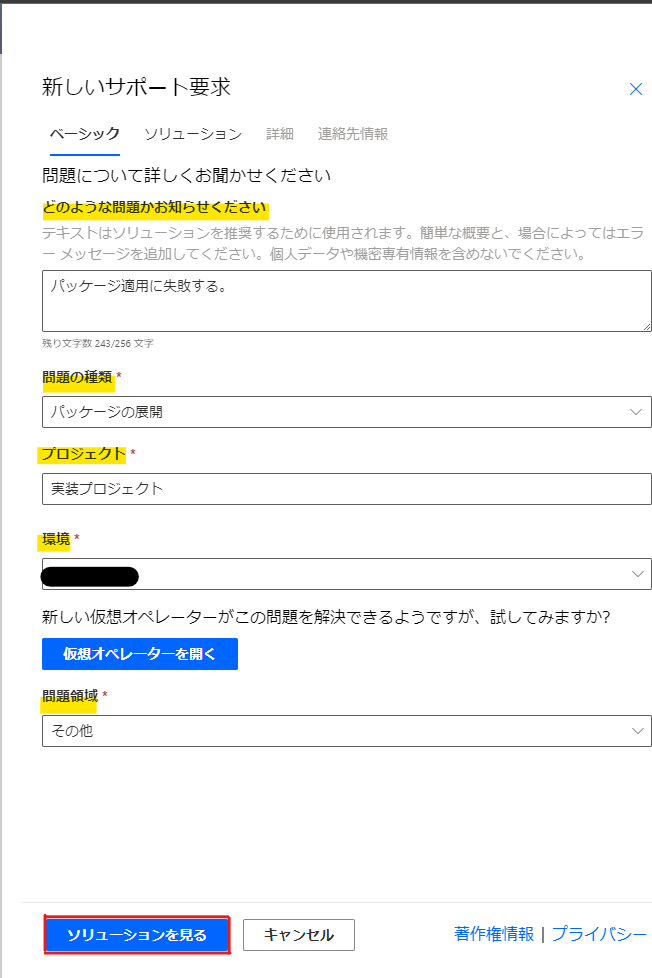 新しいサポート要求
ベーシック ソリューション 詳細 連絡先情報
問題について詳しくお聞かせください
どのような問題かお知らせください
テキストはソリューションを推奨するために使用されます。簡単な概要と、場合によってはエラ
ー メッセージを追加してください。個人データや機密専有情報を含めないでください。
パッケージ適用に失敗する。
残り文字数 243/256 文字
問題の種類 *
パッケージの展開
プロジェクト *
実装プロジェクト
環境 *
新しい仮想オペレーターがこの問題を解決できるようですが、試してみますか?
仮想オペレーターを開く
問題領域 *
その他
ソリューションを見る キャンセル 著作権情報 | プライバシー